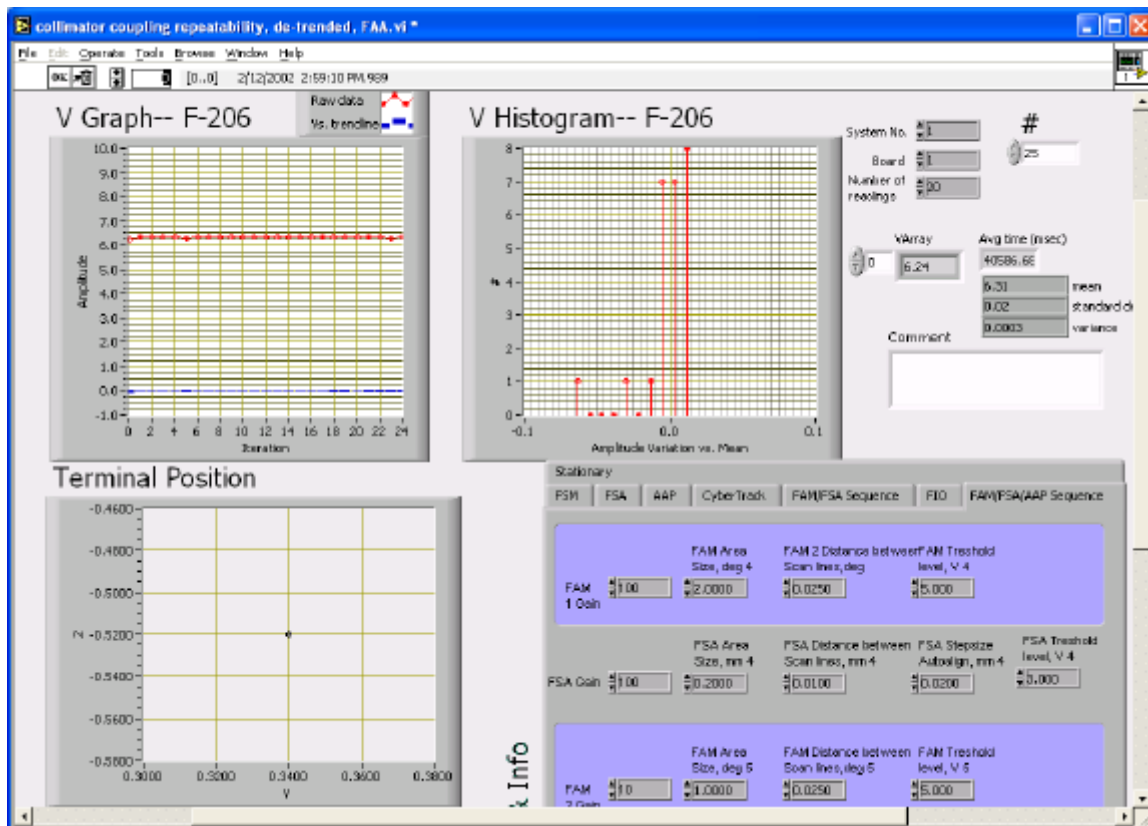 collimator coupling repeatability, de-trended, FAA.vi *
File Edit Operate Tools Browse Window Help
OK [0..0] 2/12/2002 2:59:10 PM.989
V Graph-- F-206
Raw data
Vs. trendline
10.0
9.0
8.0
7.0
6.0
5.0
4.0
3.0
2.0
1.0
0.0
-1.0
Amplitude
0 2 4 6 8 10 12 14 16 18 20 22 24
Iteration
V Histogram-- F-206
8
7
6
5
4
3
2
1
0
#
-0.1 0.0 0.1
Amplitude Variation vs. Mean
System No. 1
Board 1
Number of readings
#
25
VArray
0 6.24
Avg time (msec)
40586.68
6.31 mean
0.02 standard de
0.0003 variance
Comment
Terminal Position
-0.4600
-0.4800
-0.5000
-0.5200
-0.5400
-0.5600
-0.5800
Z
0.3000 0.3200 0.3400 0.3600 0.3800
V
Stationary
FSM FSA AAP CyberTrack FAM/FSA Sequence FIO FAM/FSA/AAP Sequence
FAM Area Size, deg 4
FAM 2 Distance between Scan lines, deg
FAM Treshold level, V 4
FAM 1 Gain 100 2.0000 0.0250 5.000
FSA Area Size, mm 4
FSA Distance between Scan lines, mm 4
FSA Stepsize Autoalign, mm 4
FSA Treshold level, V 4
FSA Gain 100 0.2000 0.0100 0.0200
FAM Area Size, deg 5
FAM Distance between Scan lines, deg 5
FAM Treshold level, V 5
FAM 2 Gain 10 1.0000 0.0250 5.000
Info